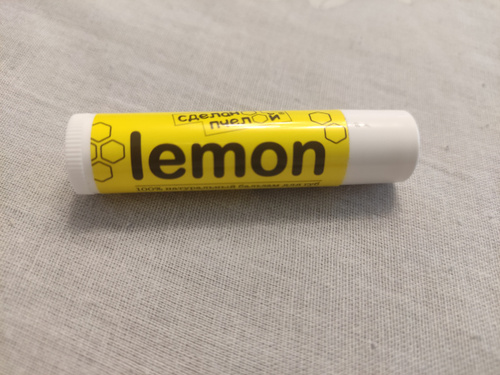 сделано
пчелой
lemon
100% натуральный бальзам для губ